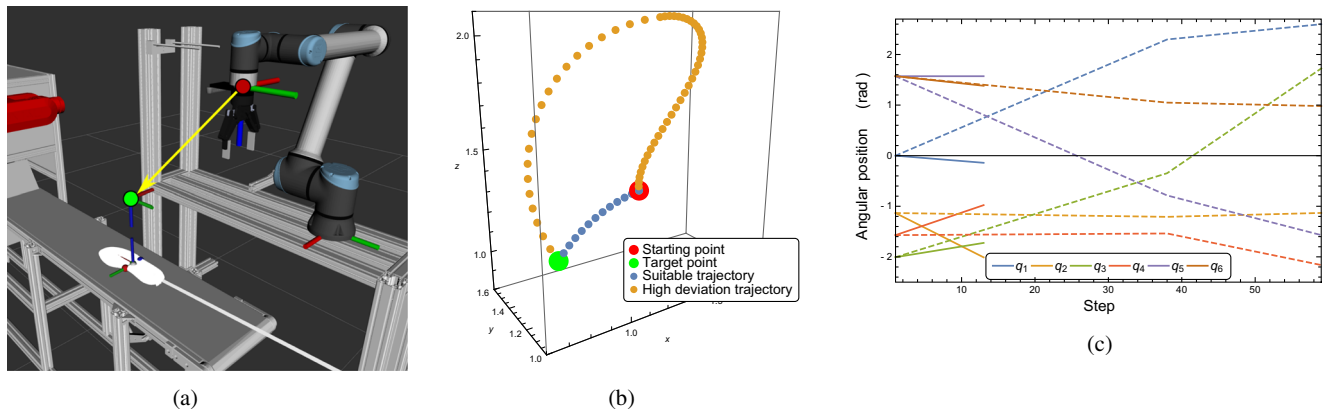 2.0
1.5
z
1.0
1.6
1.4
y
1.2
1.0
1.0
x
Starting point
Target point
Suitable trajectory
High deviation trajectory
Angular position (rad )
2
1
0
- 1
- 2
q1 q2 q3 q4 q5 q6
10 20 30 40 50
Step
(a)
(b)
(c)